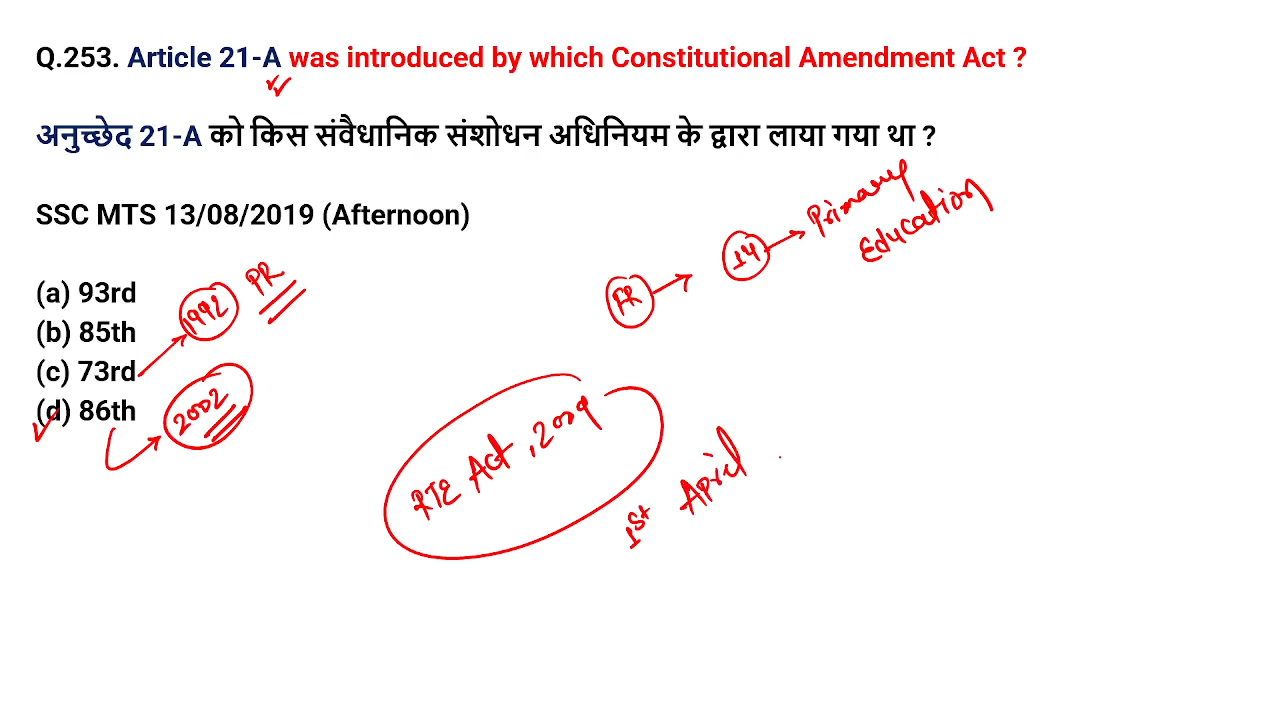 Q.253. Article 21-A was introduced by which Constitutional Amendment Act ?
अनुच्छेद 21-A को किस संवैधानिक संशोधन अधिनियम के द्वारा लाया गया था ?
SSC MTS 13/08/2019 (Afternoon)
(a) 93rd
(b) 85th
(c) 73rd
(d) 86th
1992
PR
2002
FR
14
Primary
Education
RTE Act, 2009
1st April